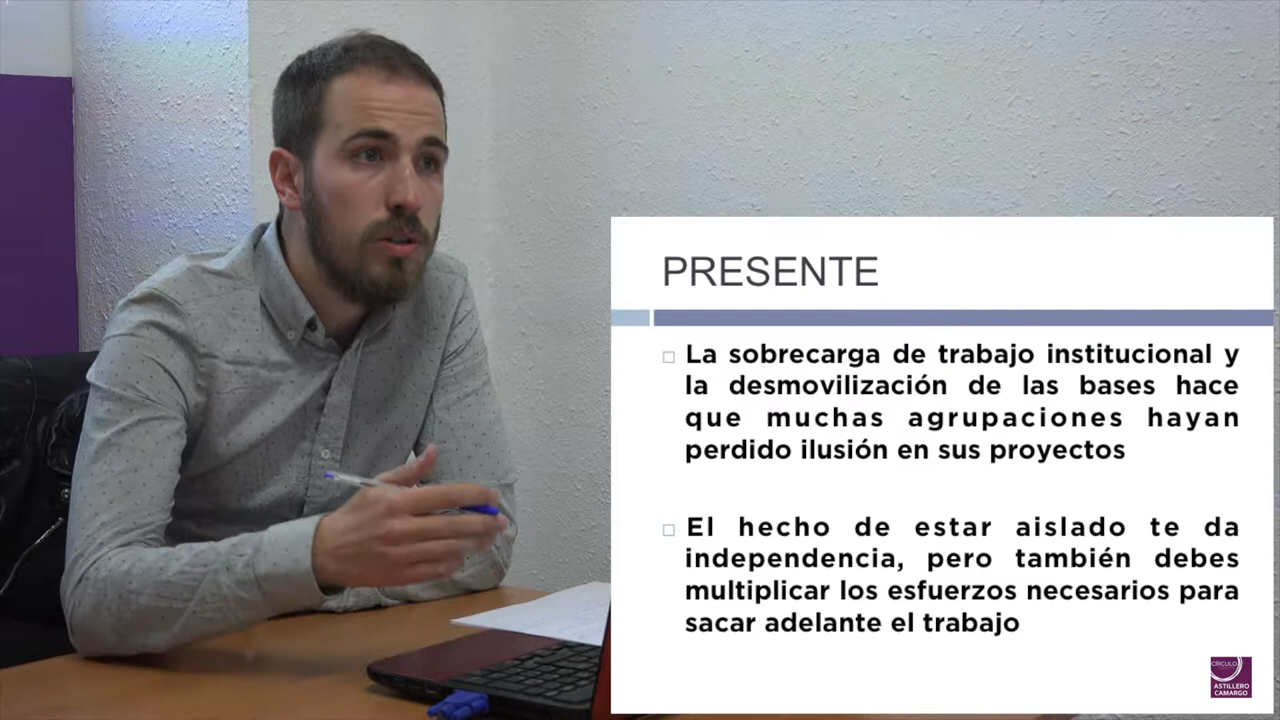 PRESENTE
La sobrecarga de trabajo institucional y
la desmovilización de las bases hace
que muchas agrupaciones hayan
perdido ilusión en sus proyectos
El hecho de estar aislado te da
independencia, pero también debes
multiplicar los esfuerzos necesarios para
sacar adelante el trabajo
CÍRCULO
ASTILLERO
CAMARGO